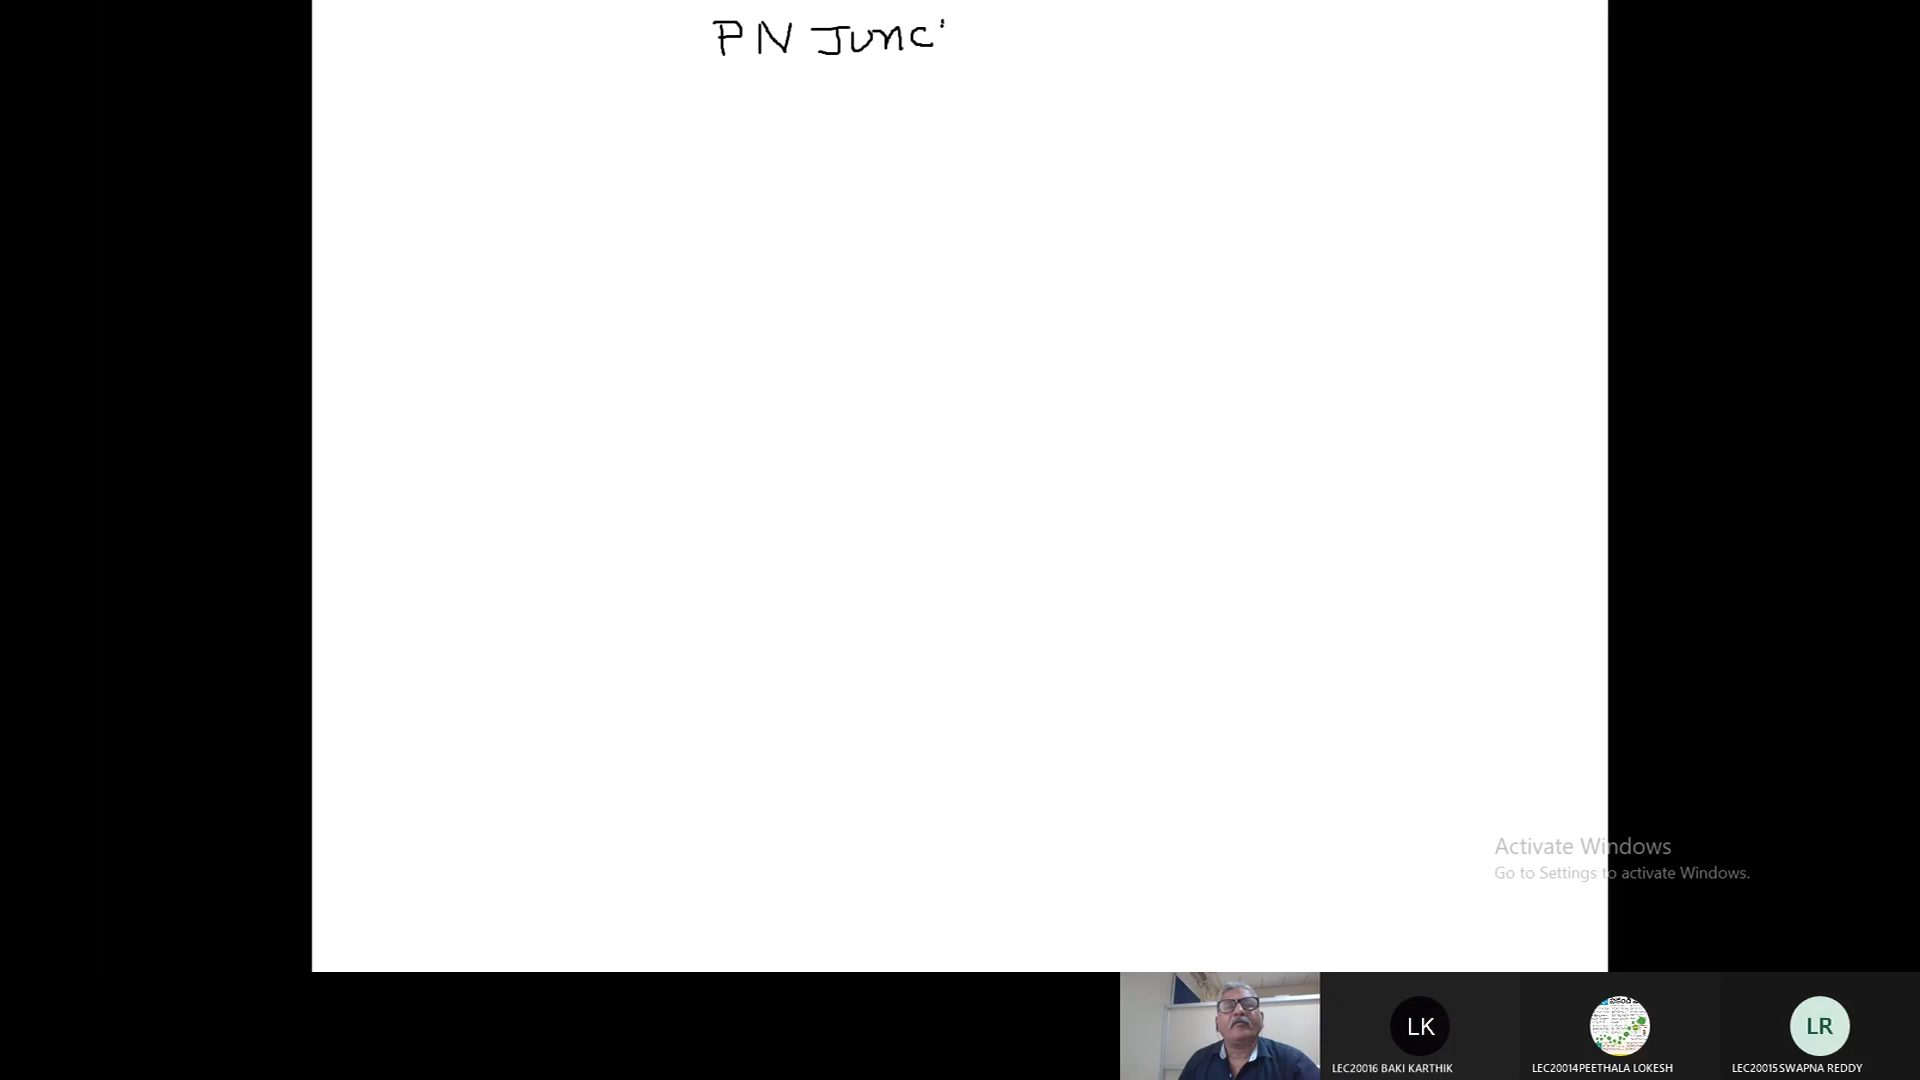 PN Junc
Activate Windows
Go to Settings to activate Windows.
LK
LR
LEC20016 BAKI KARTHIK
LEC20014PEETHALA LOKESH
LEC20015SWAPNA REDDY